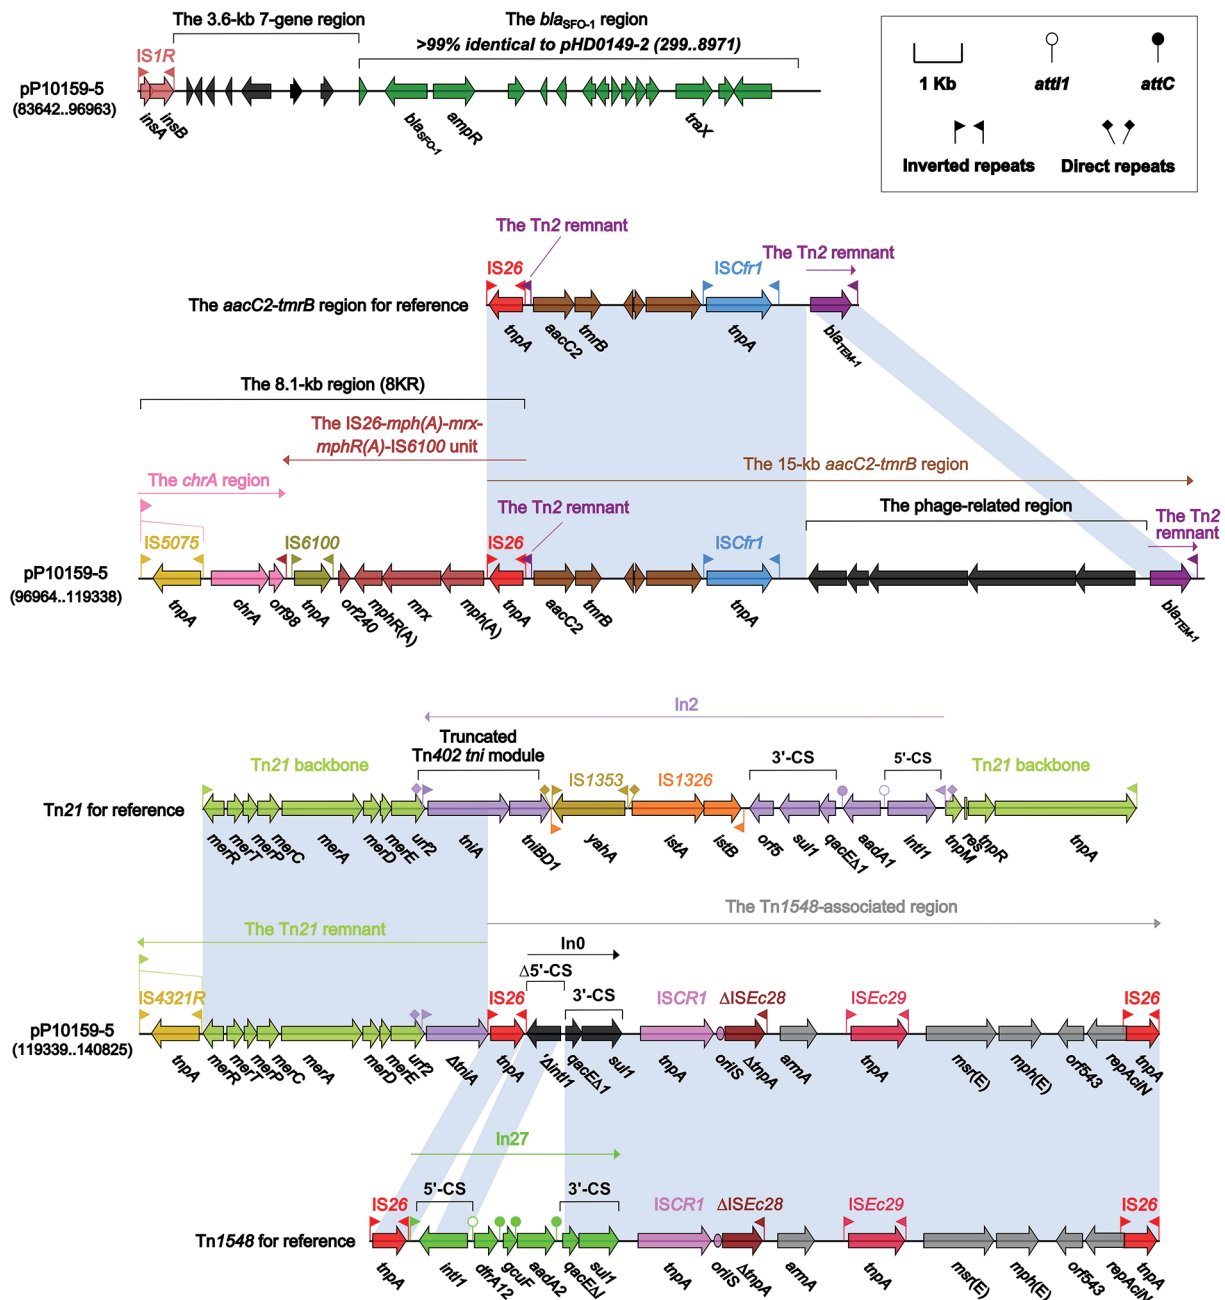 The 3.6-kb 7-gene region
The blaSFO-1 region
>99% identical to pHD0149-2 (299..8971)
IS1R
pP10159-5
(83642..96963)
insA insB blaSFO-1 ampR traX
1 Kb attI1 attC
Inverted repeats Direct repeats
The Tn2 remnant
The Tn2 remnant
IS26 ISCfr1
The aacC2-tmrB region for reference
tnpA aacC2 tmrB tnpA blaTEM-1
The 8.1-kb region (8KR)
The IS26-mph(A)-mrx-
mphR(A)-IS6100 unit
The 15-kb aacC2-tmrB region
The chrA region
The Tn2 remnant
The phage-related region
The Tn2
remnant
IS5075 IS6100 IS26 ISCfr1
pP10159-5
(96964..119338)
tnpA chrA orf98 tnpA orf240 mphR(A) mrx mph(A) tnpA aacC2 tmrB tnpA blaTEM-1
In2
Truncated
Tn402 tni module
Tn21 backbone 3'-CS 5'-CS Tn21 backbone
IS1353 IS1326
Tn21 for reference
merR merT merP merC merA merD merE urf2 tniA tniBD1 yahA istA istB orf5 sul1 qacEΔ1 aadA1 intI1 tnpM res tnpR tnpA
The Tn1548-associated region
The Tn21 remnant
In0
Δ5'-CS
3'-CS
IS4321R IS26 ISCR1 ΔISEc28 ISEc29 IS26
pP10159-5
(119339..140825)
tnpA merR merT merP merC merA merD merE urf2 ΔtniA tnpA 'ΔintI1 qacEΔ1 sul1 tnpA oriIS ΔtnpA armA tnpA msr(E) mph(E) orf543 repAciN tnpA
In27
5'-CS 3'-CS
IS26 ISCR1 ΔISEc28 ISEc29 IS26
Tn1548 for reference
tnpA intI1 dfrA12 gcuF aadA2 qacEΔI sul1 tnpA oriIS ΔtnpA armA tnpA msr(E) mph(E) orf543 repAciN tnpA